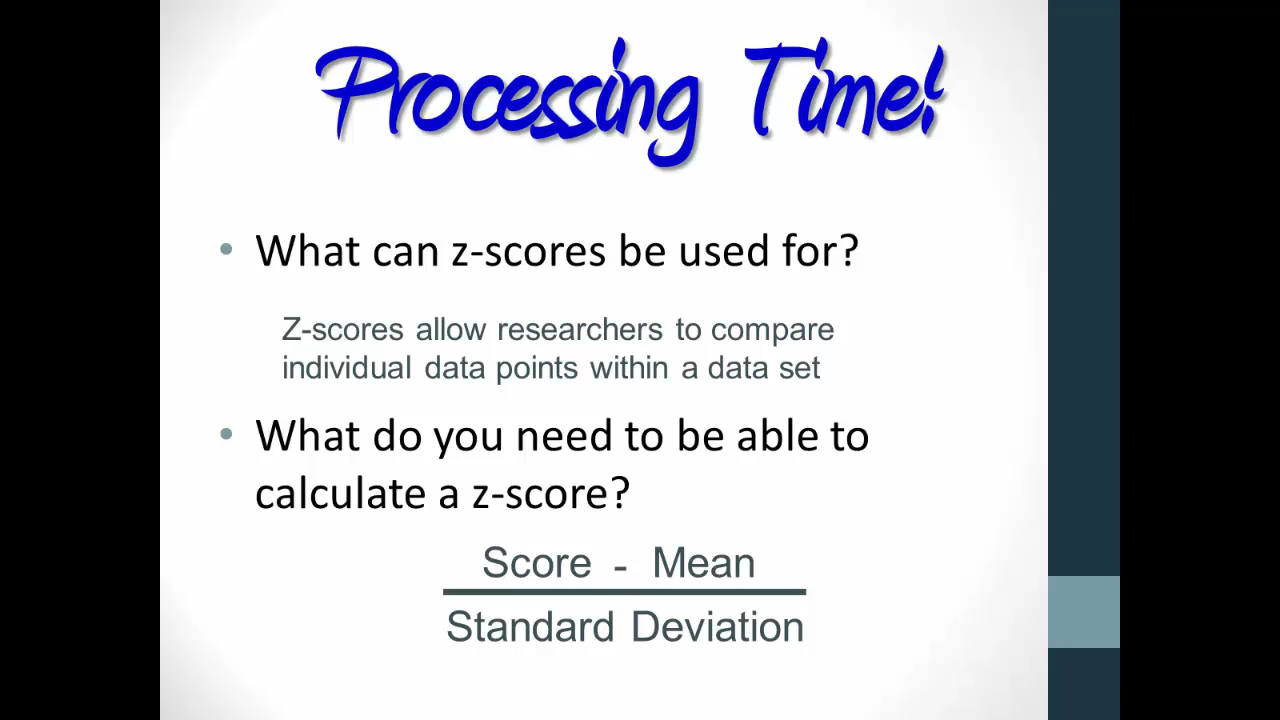 Processing Time!
• What can z-scores be used for?
Z-scores allow researchers to compare
individual data points within a data set
• What do you need to be able to
calculate a z-score?
Score - Mean
Standard Deviation